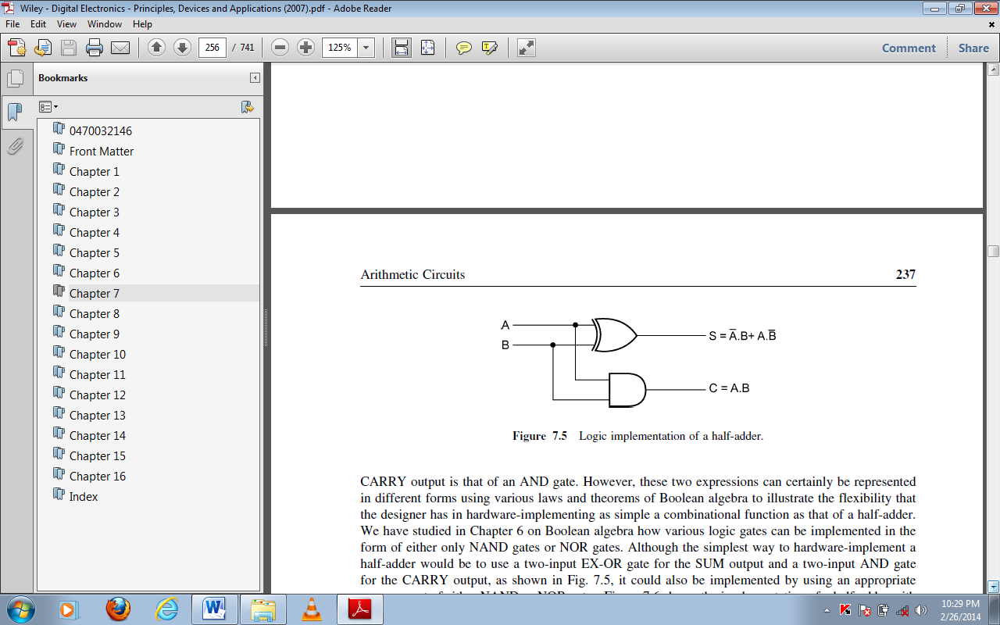 Wiley - Digital Electronics - Principles, Devices and Applications (2007).pdf - Adobe Reader
File Edit View Window Help
256 / 741 125% Comment Share
Bookmarks
0470032146
Front Matter
Chapter 1
Chapter 2
Chapter 3
Chapter 4
Chapter 5
Chapter 6
Chapter 7
Chapter 8
Chapter 9
Chapter 10
Chapter 11
Chapter 12
Chapter 13
Chapter 14
Chapter 15
Chapter 16
Index
Arithmetic Circuits 237
A
B
S = A̅.B+ A.B̅
C = A.B
Figure 7.5 Logic implementation of a half-adder.
CARRY output is that of an AND gate. However, these two expressions can certainly be represented
in different forms using various laws and theorems of Boolean algebra to illustrate the flexibility that
the designer has in hardware-implementing as simple a combinational function as that of a half-adder.
We have studied in Chapter 6 on Boolean algebra how various logic gates can be implemented in the
form of either only NAND gates or NOR gates. Although the simplest way to hardware-implement a
half-adder would be to use a two-input EX-OR gate for the SUM output and a two-input AND gate
for the CARRY output, as shown in Fig. 7.5, it could also be implemented by using an appropriate
10:29 PM
2/26/2014